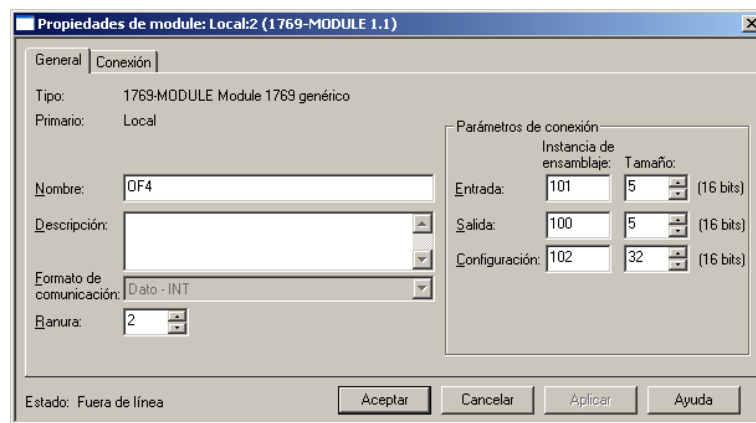 Propiedades de module: Local:2 (1769-MODULE 1.1)
General
Conexión
Tipo: 1769-MODULE Module 1769 genérico
Primario: Local
Nombre: OF4
Descripción:
Formato de
comunicación: Dato - INT
Ranura: 2
Parámetros de conexión
Instancia de
ensamblaje: Tamaño:
Entrada: 101 5 (16 bits)
Salida: 100 5 (16 bits)
Configuración: 102 32 (16 bits)
Estado: Fuera de línea
Aceptar
Cancelar
Aplicar
Ayuda